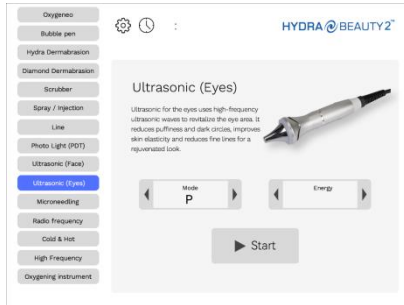 Oxygeneo
Bubble pen
Hydra Dermabrasion
Diamond Dermabrasion
Scrubber
Spray / Injection
Line
Photo Light (PDT)
Ultrasonic (Face)
Ultrasonic (Eyes)
Microneedling
Radio frequency
Cold & Hot
High Frequency
Oxygening instrument
:
HYDRA BEAUTY2™
Ultrasonic (Eyes)
Ultrasonic for the eyes uses high-frequency
ultrasonic waves to revitalize the eye area. It
reduces puffiness and dark circles, improves
skin elasticity and reduces fine lines for a
rejuvenated look.
Mode
P
Energy
Start